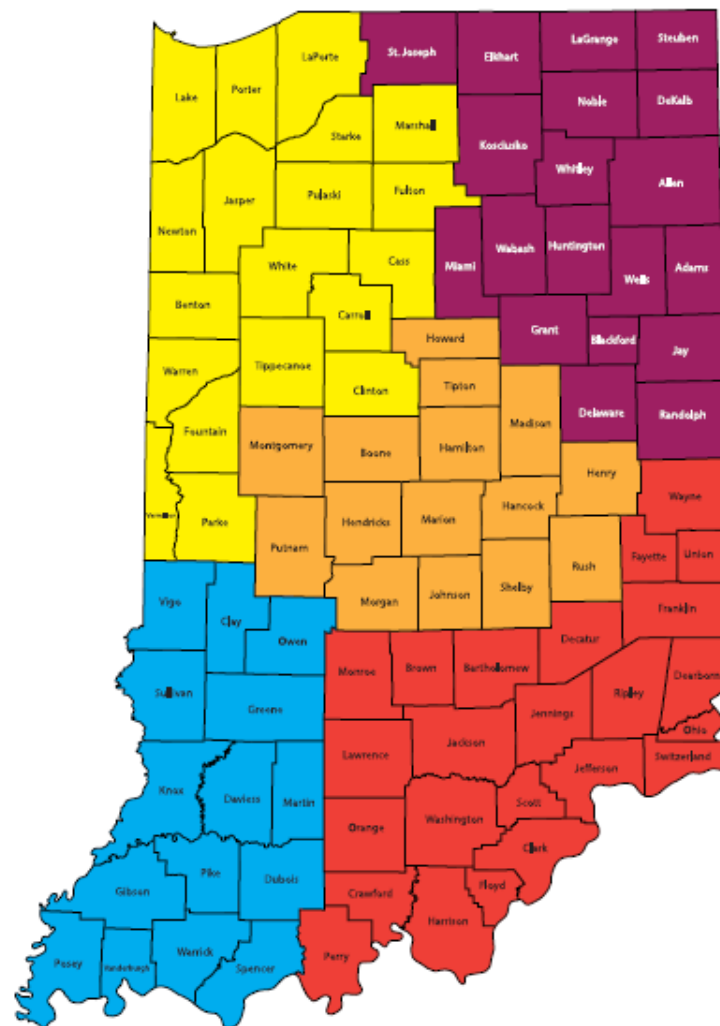 St. Joseph
Elkhart
LaGrange
Steuben
LaPorte
Lake
Porter
Noble
DeKalb
Starke
Marshall
Kosciusko
Whitley
Allen
Newton
Jasper
Pulaski
Fulton
White
Cass
Miami
Wabash
Huntington
Wells
Adams
Benton
Carroll
Howard
Grant
Blackford
Jay
Warren
Tippecanoe
Clinton
Tipton
Madison
Delaware
Randolph
Fountain
Montgomery
Boone
Hamilton
Henry
Wayne
Parke
Putnam
Hendricks
Marion
Hancock
Fayette
Union
Vigo
Clay
Owen
Morgan
Johnson
Shelby
Rush
Franklin
Sullivan
Greene
Monroe
Brown
Bartholomew
Decatur
Ripley
Dearborn
Ohio
Knox
Daviess
Martin
Lawrence
Jackson
Jennings
Jefferson
Switzerland
Orange
Washington
Scott
Clark
Gibson
Pike
Dubois
Crawford
Floyd
Harrison
Posey
Vanderburgh
Warrick
Spencer
Perry